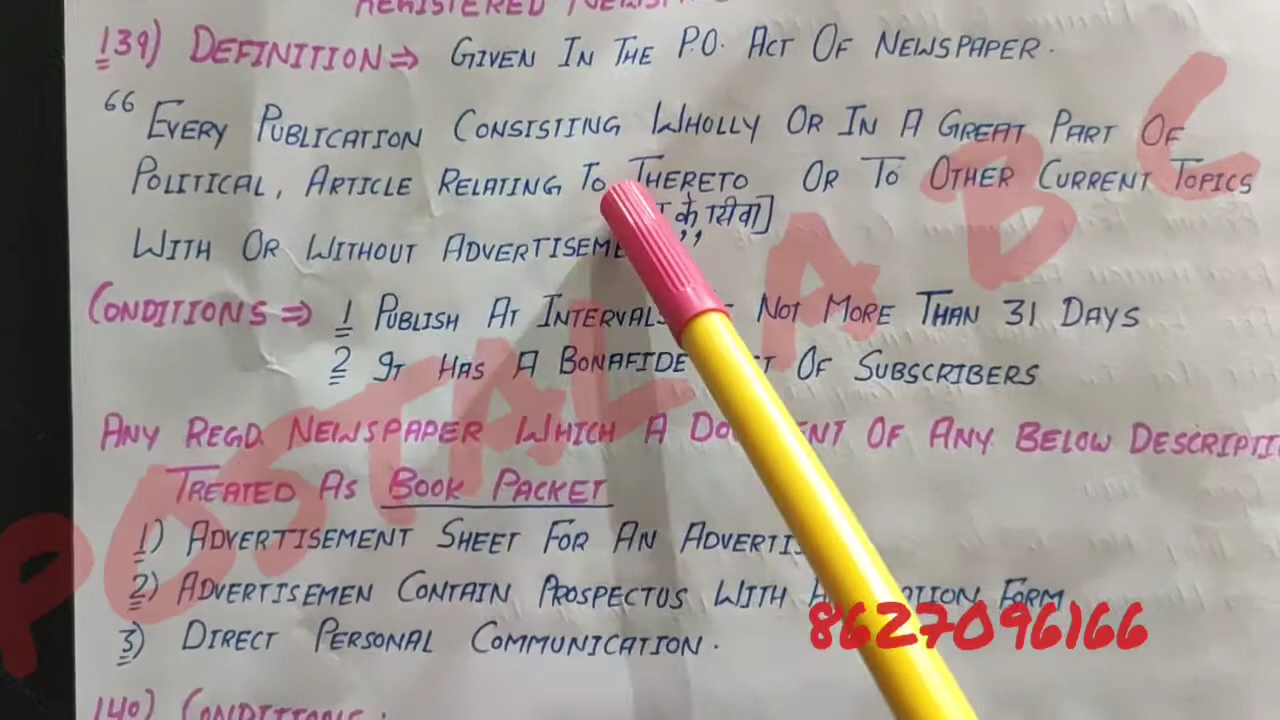 REGISTERED NEWSP
139) DEFINITION ⇒ GIVEN IN THE P.O. ACT OF NEWSPAPER.
“ EVERY PUBLICATION CONSISTING WHOLLY OR IN A GREAT PART OF
POLITICAL, ARTICLE RELATING TO THERETO OR TO OTHER CURRENT TOPICS
के सिवा]
WITH OR WITHOUT ”
CONDITIONS ⇒ 1 PUBLISH AT INTERVALS NOT MORE THAN 31 DAYS
2 IT HAS A BONAFIDE OF SUBSCRIBERS
ANY REGD. NEWSPAPER WHICH A OF ANY BELOW DESCRIPTI
TREATED AS BOOK PACKET
1) ADVERTISEMENT SHEET FOR AN
2) ADVERTISEMEN CONTAIN PROSPECTUS WITH FORM
3) DIRECT PERSONAL COMMUNICATION.
140) CONDITIONS:
POSTAL ABC
8627096166